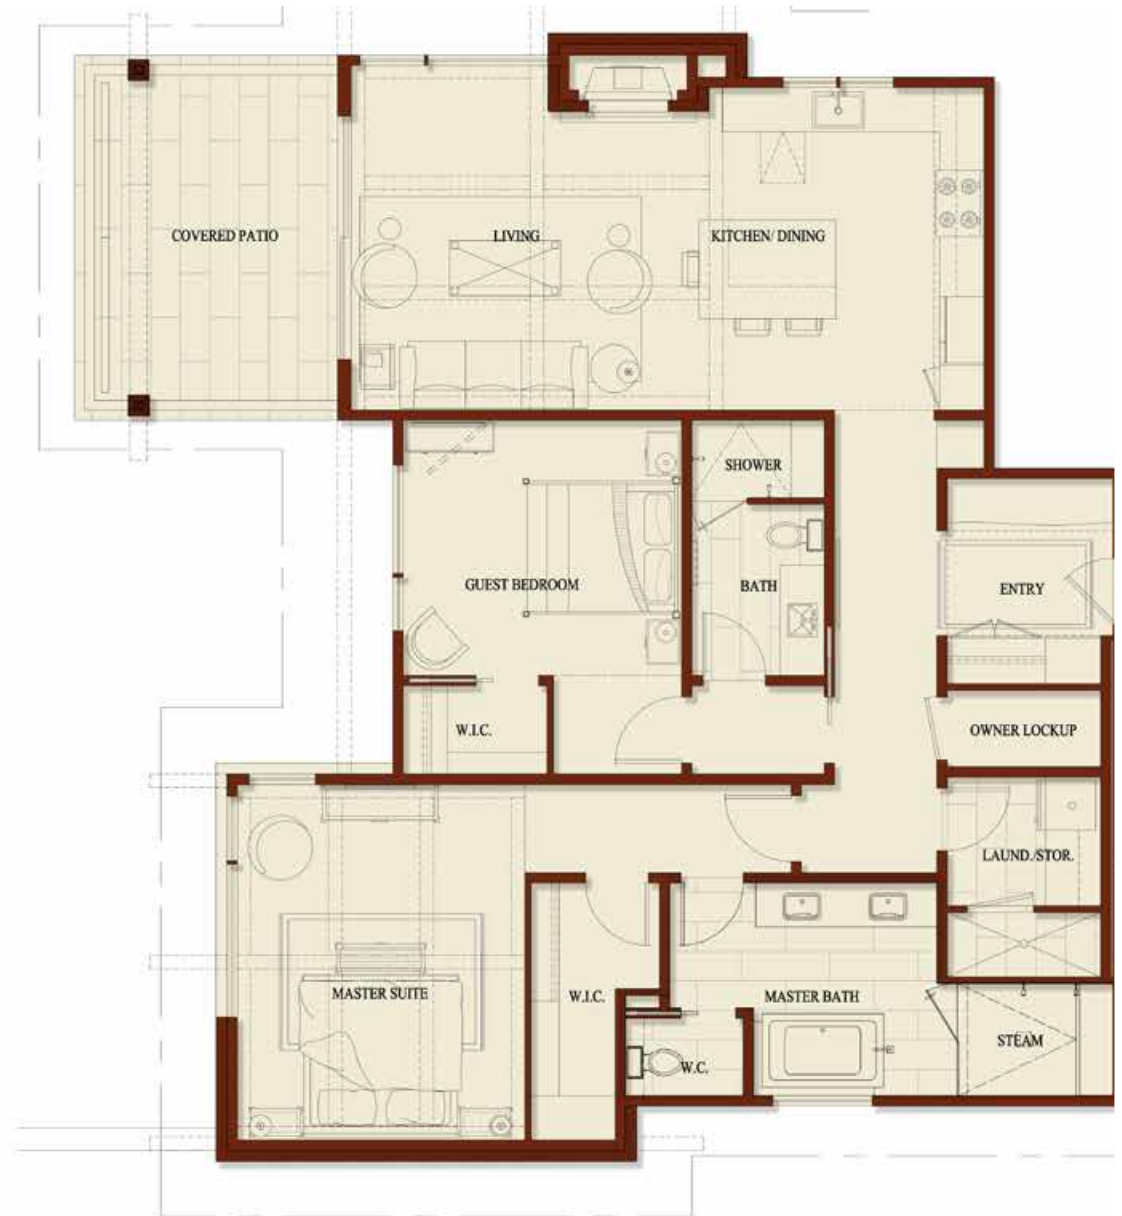 COVERED PATIO
LIVING
KITCHEN/ DINING
SHOWER
GUEST BEDROOM
BATH
ENTRY
W.I.C.
OWNER LOCKUP
LAUND./STOR.
MASTER SUITE
W.I.C.
MASTER BATH
STEAM
W.C.